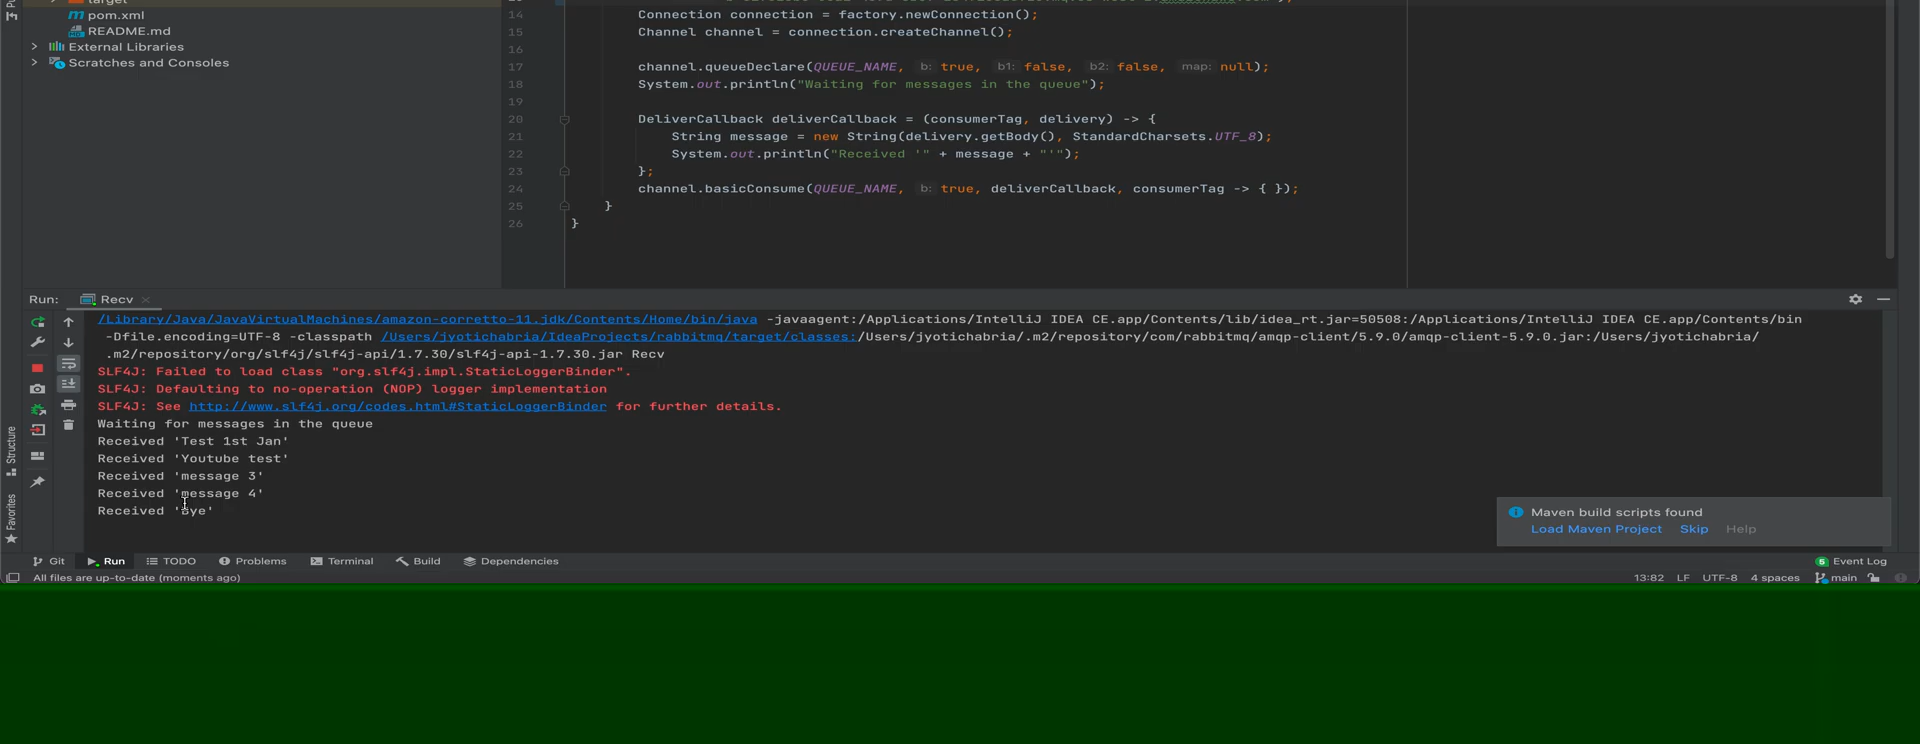 target
pom.xml
README.md
External Libraries
Scratches and Consoles
14 Connection connection = factory.newConnection();
15 Channel channel = connection.createChannel();
16
17 channel.queueDeclare(QUEUE_NAME, b: true, b1: false, b2: false, map: null);
18 System.out.println("Waiting for messages in the queue");
19
20 DeliverCallback deliverCallback = (consumerTag, delivery) -> {
21 String message = new String(delivery.getBody(), StandardCharsets.UTF_8);
22 System.out.println("Received '" + message + "'");
23 };
24 channel.basicConsume(QUEUE_NAME, b: true, deliverCallback, consumerTag -> { });
25 }
26 }
Run: Recv
/Library/Java/JavaVirtualMachines/amazon-corretto-11.jdk/Contents/Home/bin/java -javaagent:/Applications/IntelliJ IDEA CE.app/Contents/lib/idea_rt.jar=50508:/Applications/IntelliJ IDEA CE.app/Contents/bin
-Dfile.encoding=UTF-8 -classpath /Users/jyotichabria/IdeaProjects/rabbitmq/target/classes:/Users/jyotichabria/.m2/repository/com/rabbitmq/amqp-client/5.9.0/amqp-client-5.9.0.jar:/Users/jyotichabria/
.m2/repository/org/slf4j/slf4j-api/1.7.30/slf4j-api-1.7.30.jar Recv
SLF4J: Failed to load class "org.slf4j.impl.StaticLoggerBinder".
SLF4J: Defaulting to no-operation (NOP) logger implementation
SLF4J: See http://www.slf4j.org/codes.html#StaticLoggerBinder for further details.
Waiting for messages in the queue
Received 'Test 1st Jan'
Received 'Youtube test'
Received 'message 3'
Received 'message 4'
Received 'Bye'
Structure
Favorites
Maven build scripts found
Load Maven Project Skip Help
Git Run TODO Problems Terminal Build Dependencies 5 Event Log
All files are up-to-date (moments ago) 13:82 LF UTF-8 4 spaces main